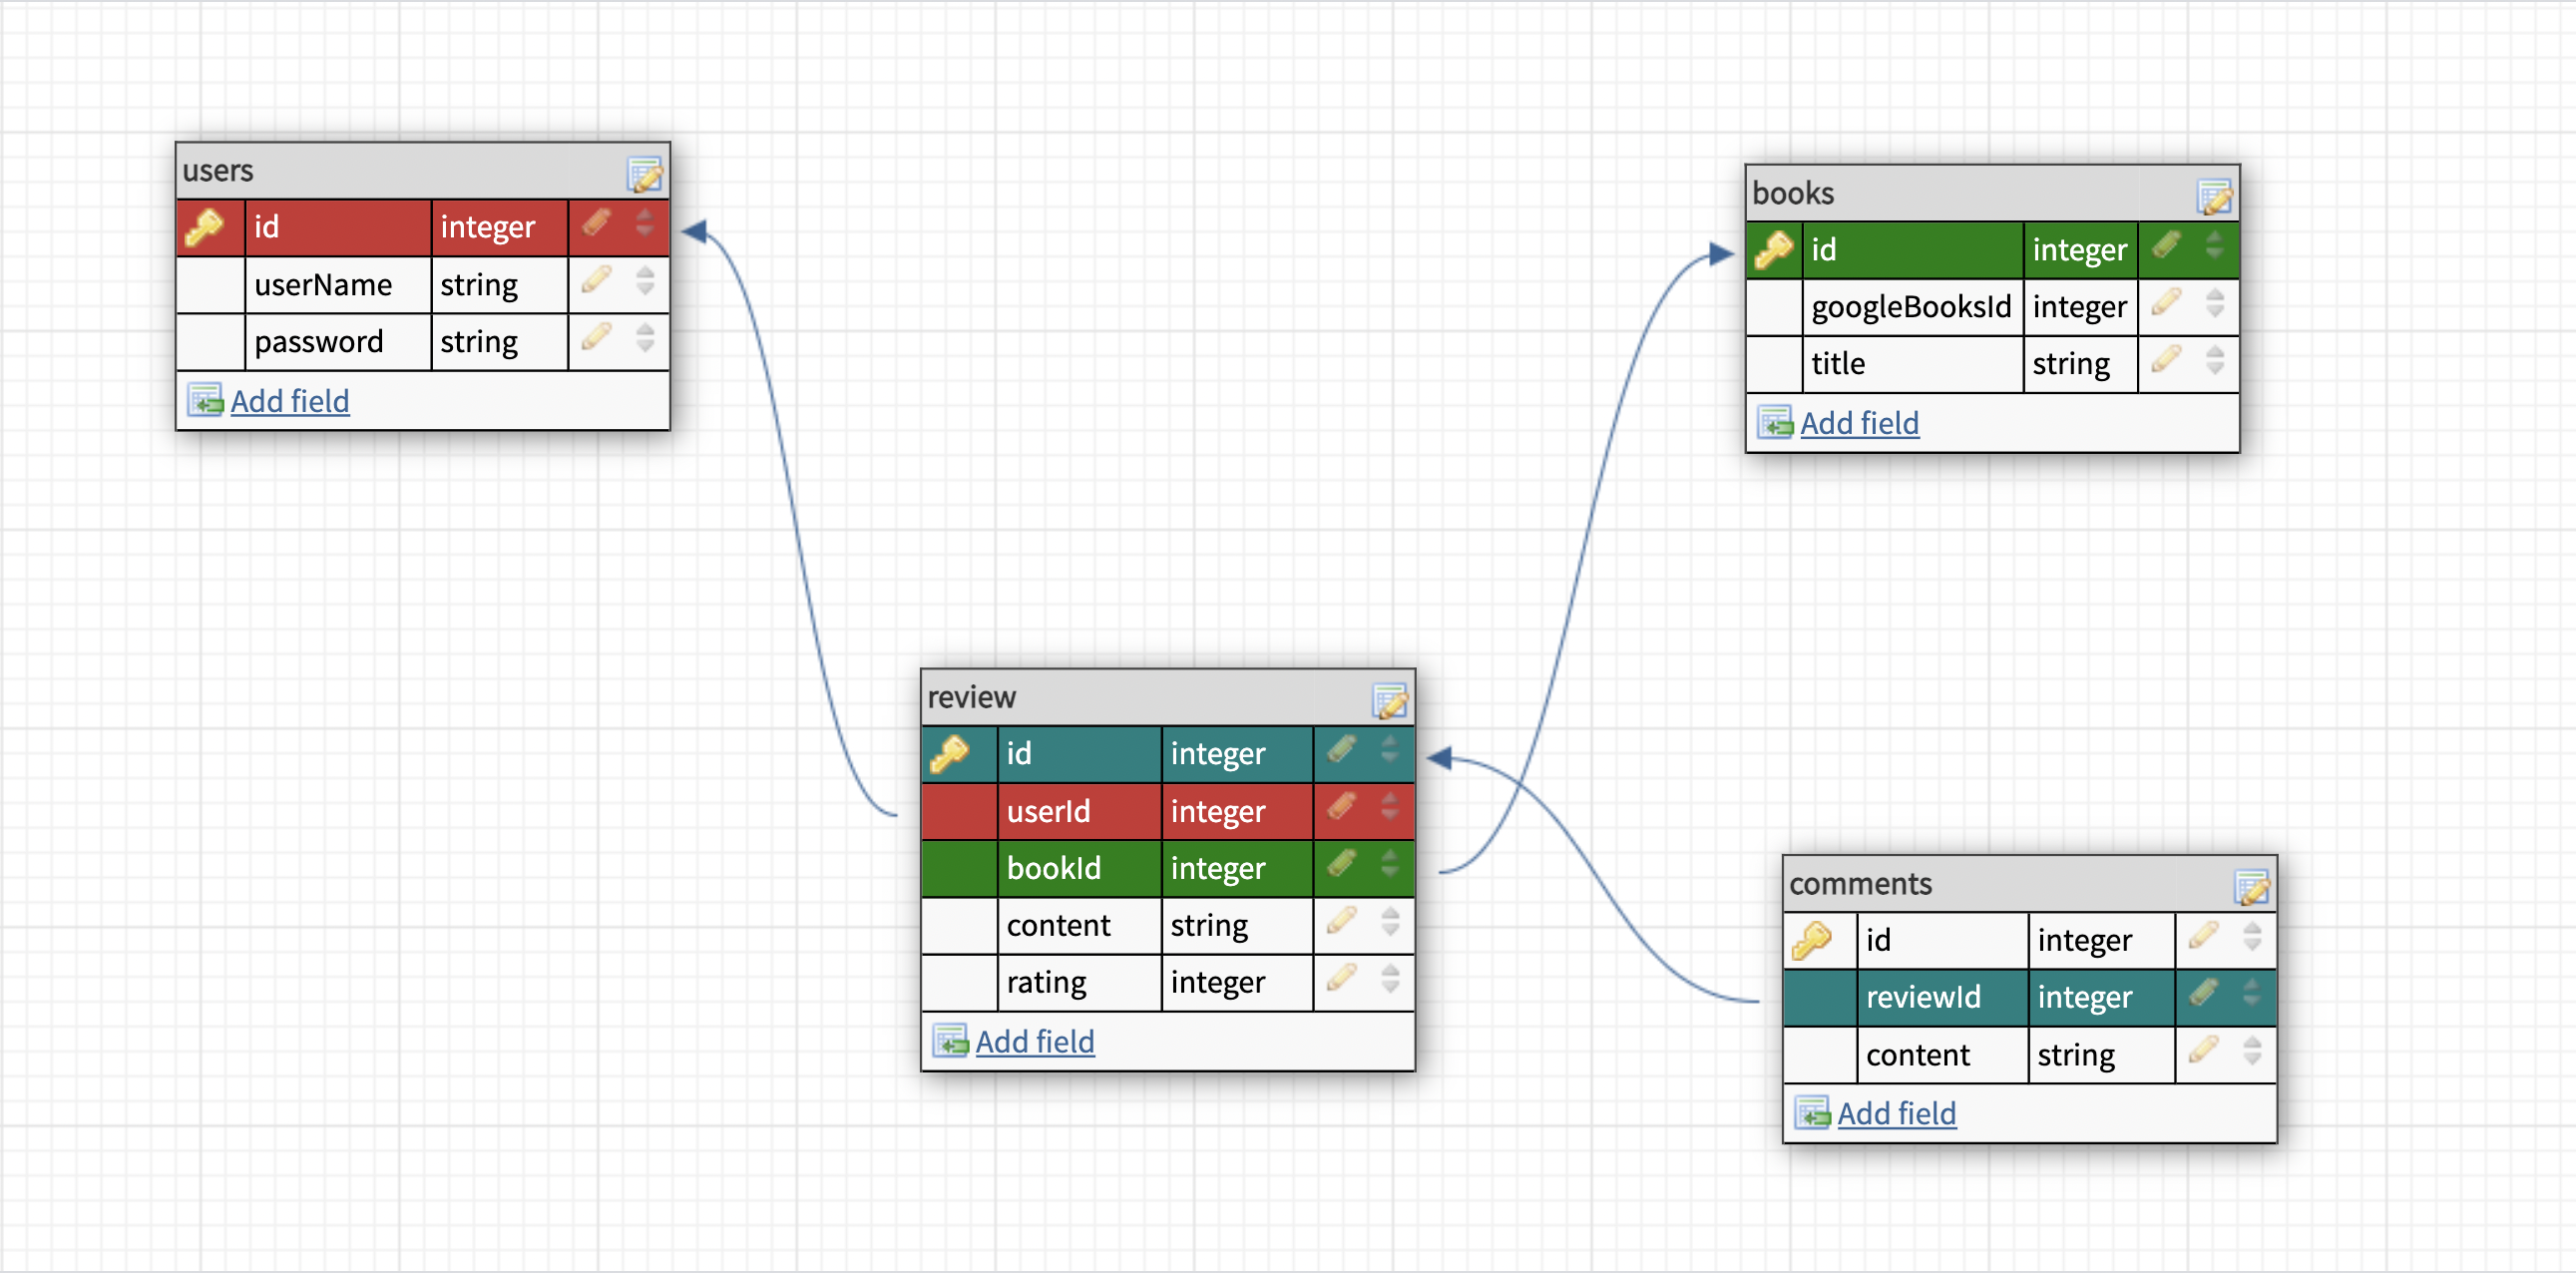 users
id integer
userName string
password string
Add field
books
id integer
googleBooksId integer
title string
Add field
review
id integer
userId integer
bookId integer
content string
rating integer
Add field
comments
id integer
reviewId integer
content string
Add field